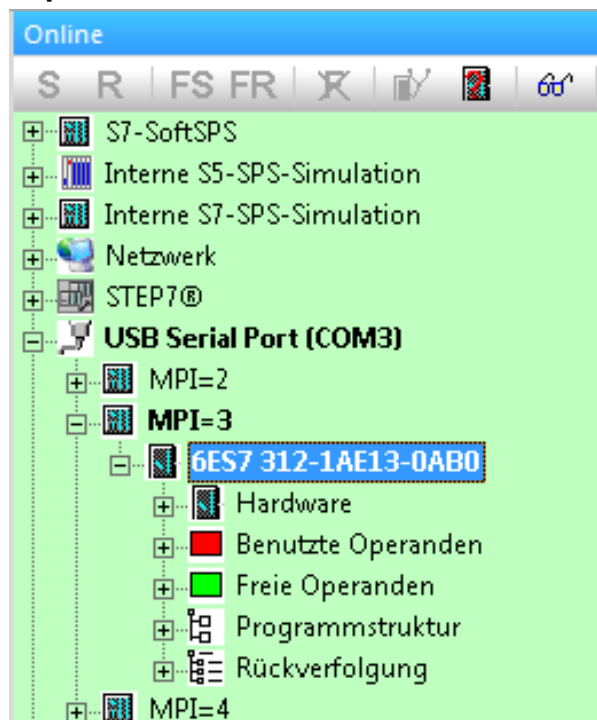 Online
S R FS FR
S7-SoftSPS
Interne S5-SPS-Simulation
Interne S7-SPS-Simulation
Netzwerk
STEP7®
USB Serial Port (COM3)
MPI=2
MPI=3
6ES7 312-1AE13-0AB0
Hardware
Benutzte Operanden
Freie Operanden
Programmstruktur
Rückverfolgung
MPI=4